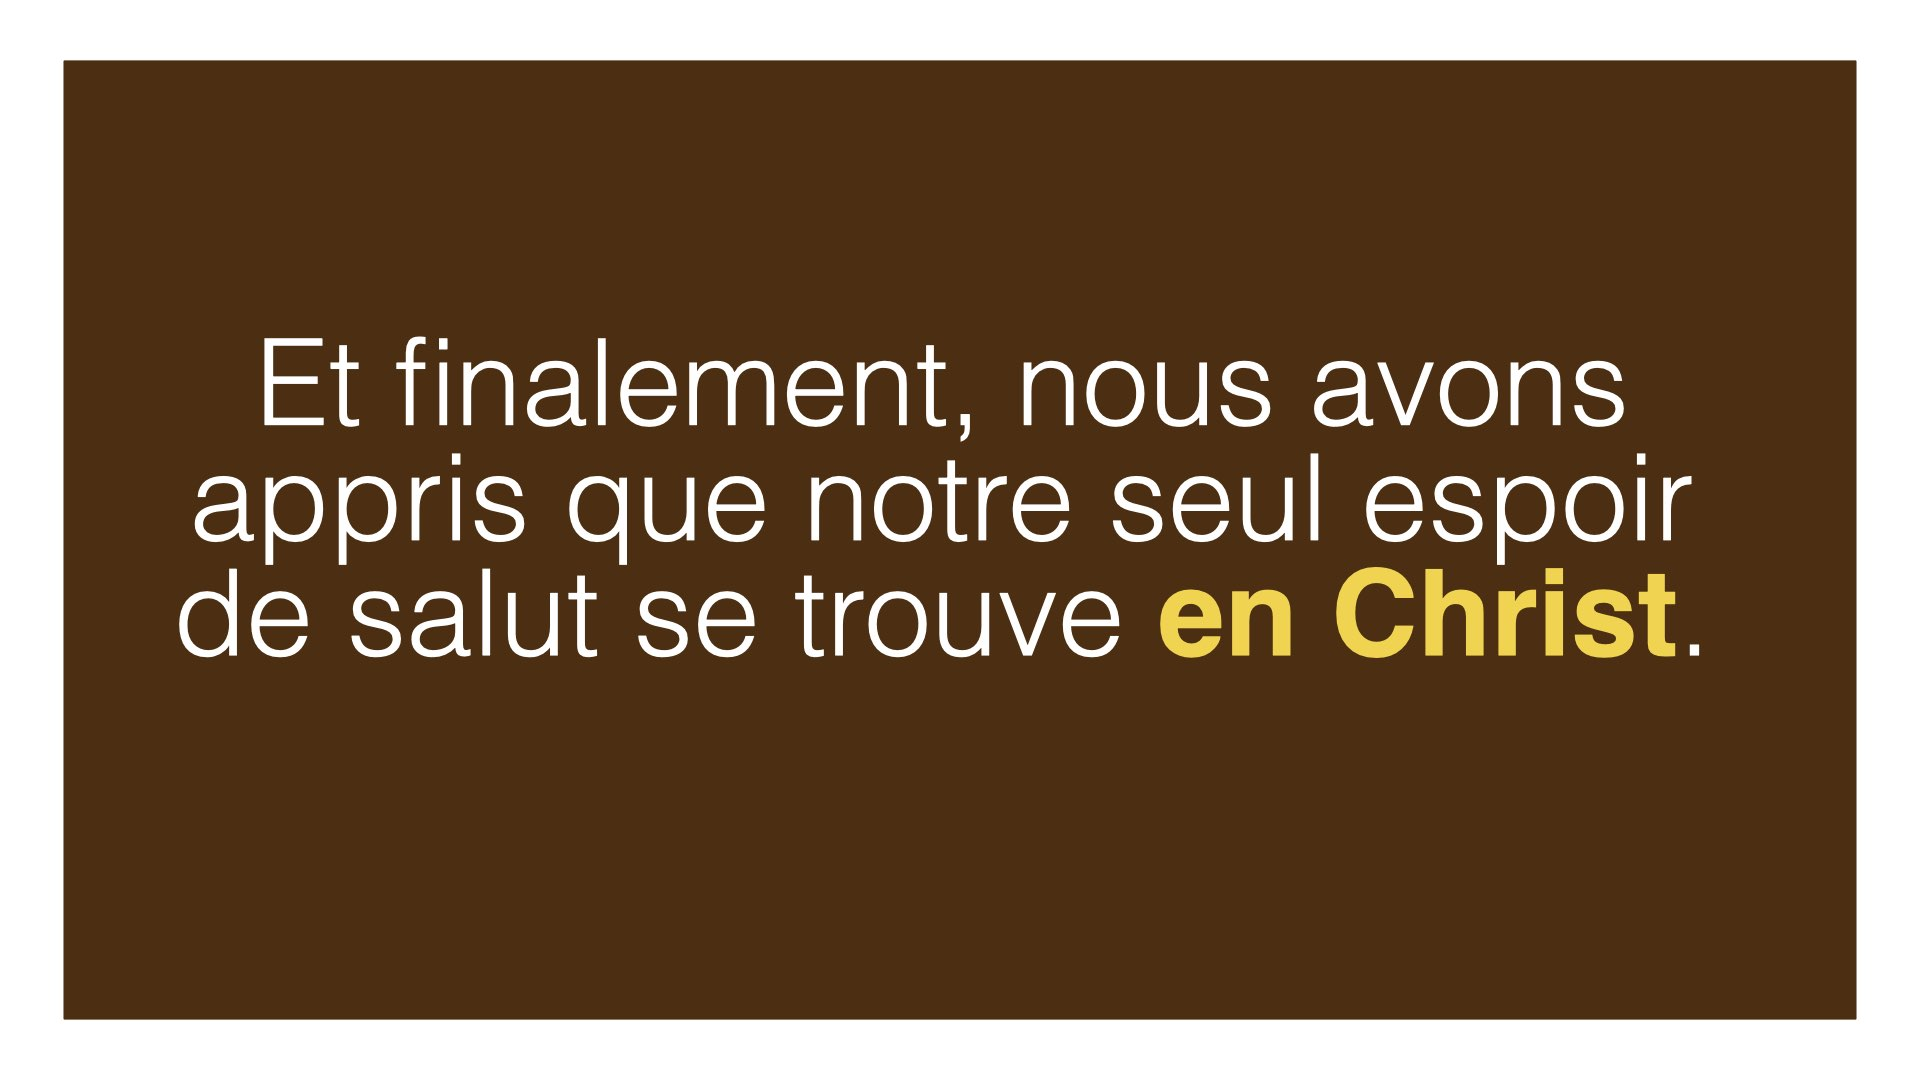 Et finalement, nous avons
appris que notre seul espoir
de salut se trouve en Christ.